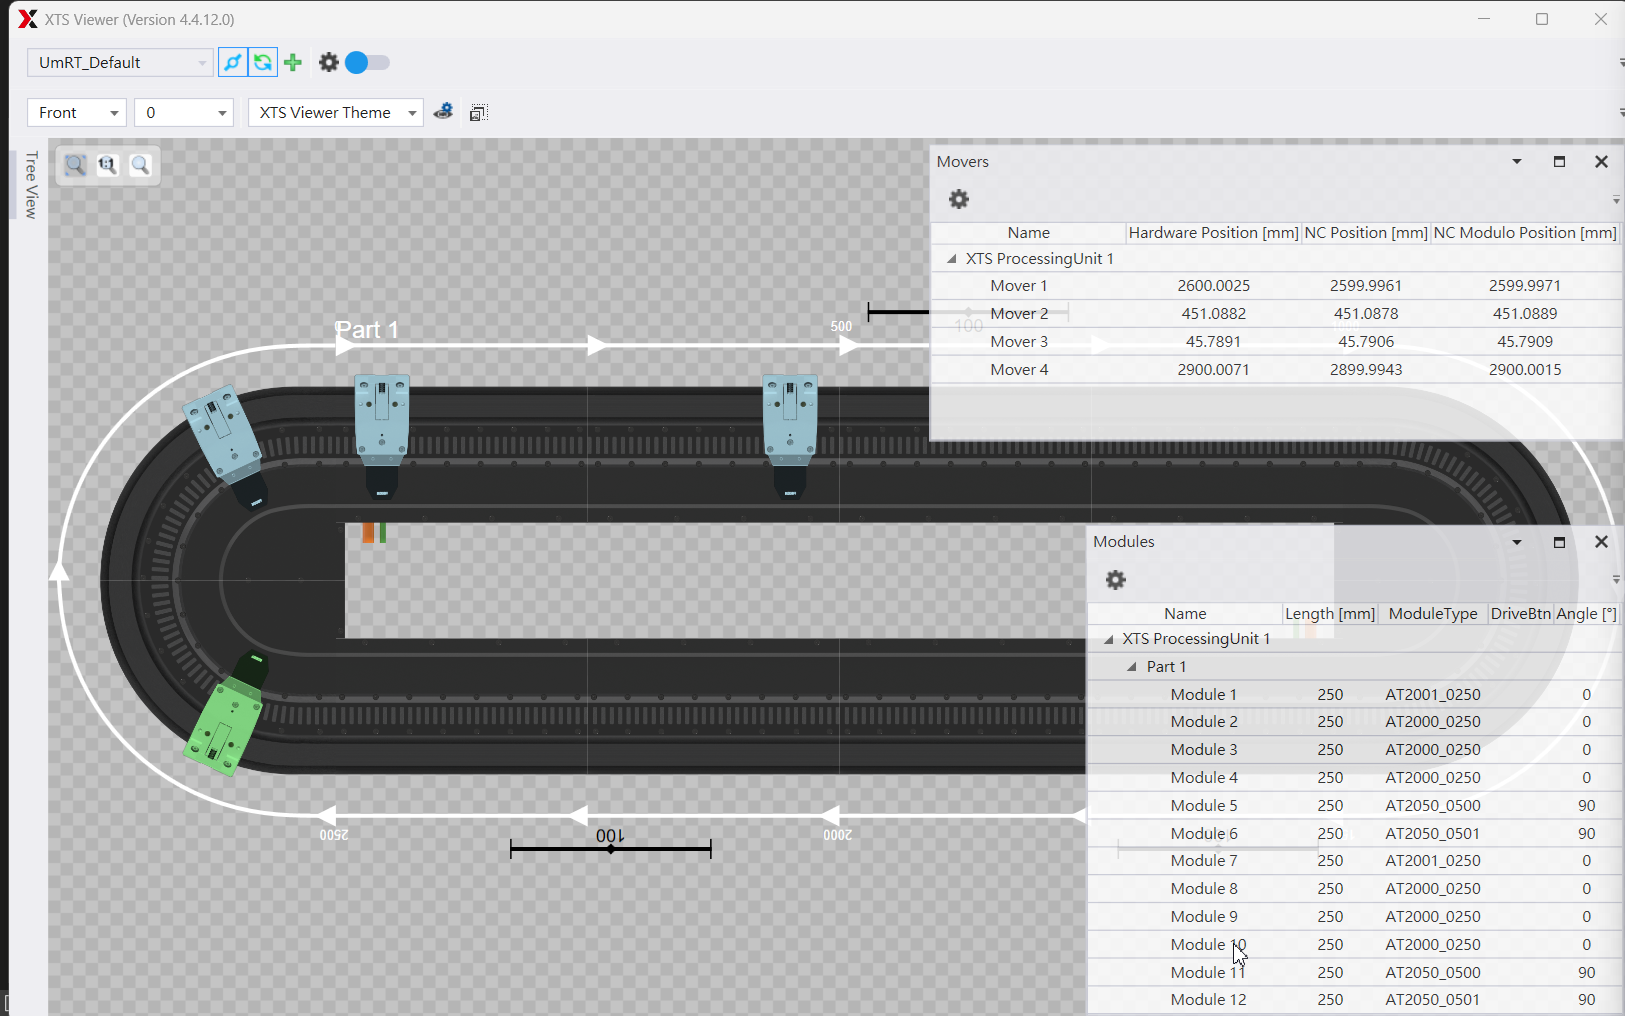 XTS Viewer (Version 4.4.12.0)
UmRT_Default
Front 0 XTS Viewer Theme
Tree View
1:1
Movers
Name Hardware Position [mm] NC Position [mm] NC Modulo Position [mm]
XTS ProcessingUnit 1
Mover 1 2600.0025 2599.9961 2599.9971
Mover 2 451.0882 451.0878 451.0889
Mover 3 45.7891 45.7906 45.7909
Mover 4 2900.0071 2899.9943 2900.0015
0
Part 1
500
100
Modules
Name Length [mm] ModuleType DriveBtn Angle [°]
XTS ProcessingUnit 1
Part 1
Module 1 250 AT2001_0250 0
Module 2 250 AT2000_0250 0
Module 3 250 AT2000_0250 0
Module 4 250 AT2000_0250 0
Module 5 250 AT2050_0500 90
Module 6 250 AT2050_0501 90
Module 7 250 AT2001_0250 0
Module 8 250 AT2000_0250 0
Module 9 250 AT2000_0250 0
Module 10 250 AT2000_0250 0
Module 11 250 AT2050_0500 90
Module 12 250 AT2050_0501 90
2500
100
2000